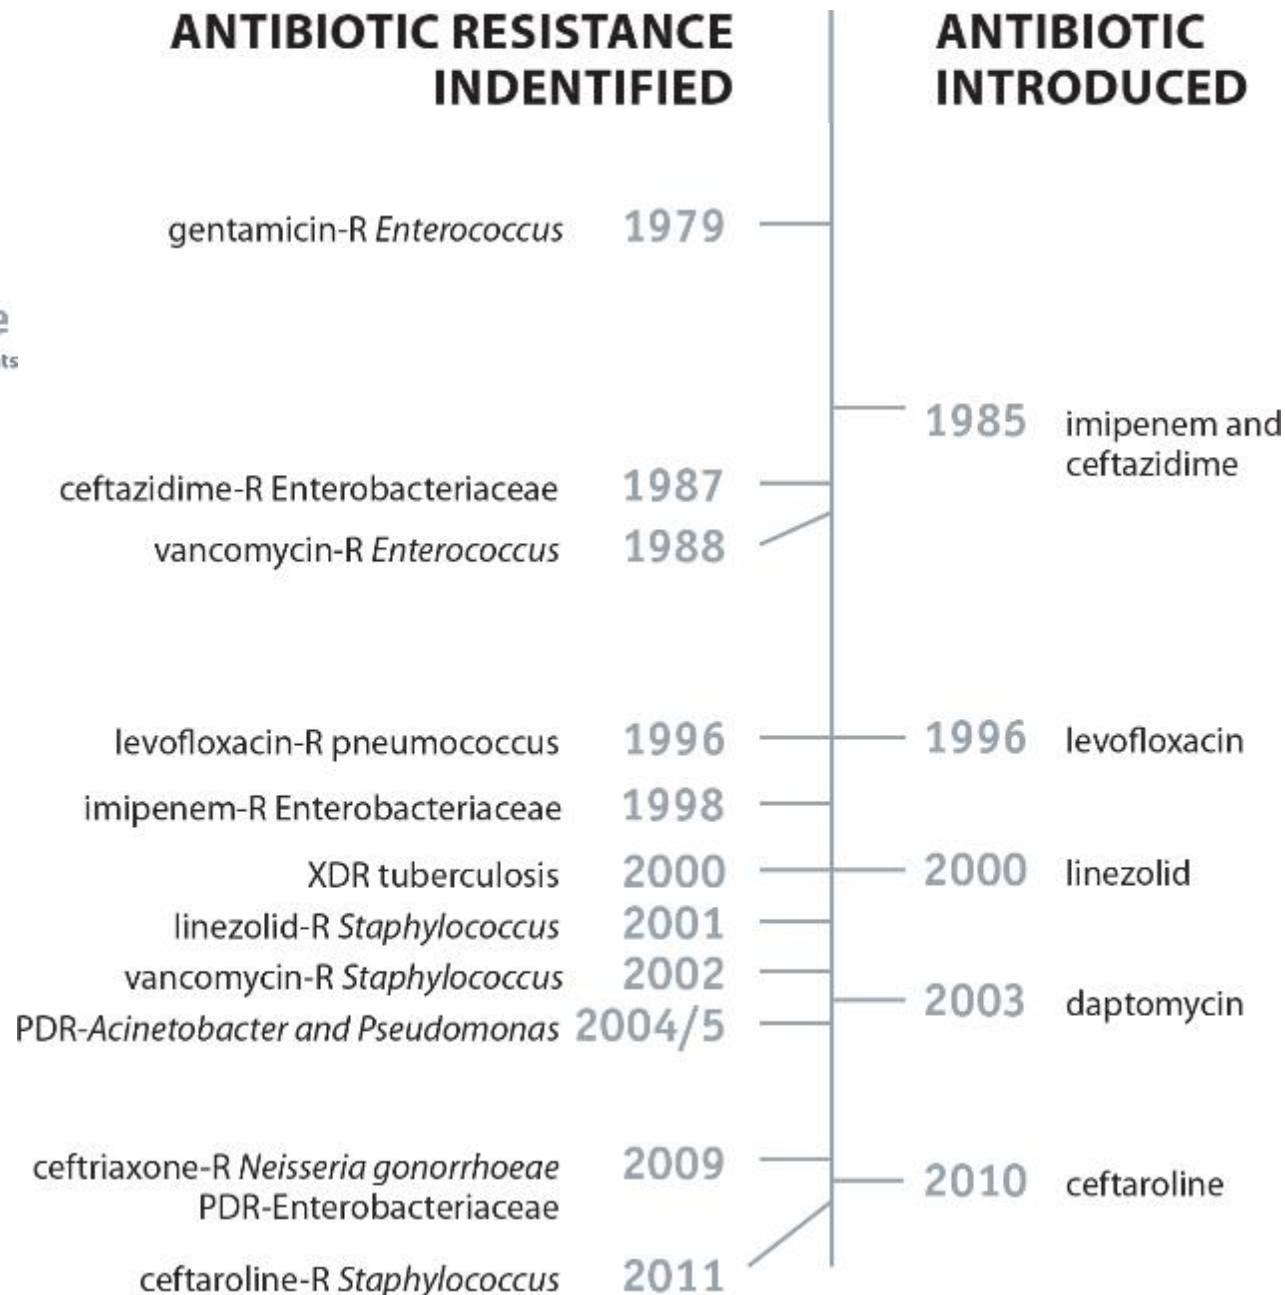 ANTIBIOTIC RESISTANCE
INDENTIFIED
ANTIBIOTIC
INTRODUCED
gentamicin-R Enterococcus 1979
1985 imipenem and
ceftazidime
ceftazidime-R Enterobacteriaceae 1987
vancomycin-R Enterococcus 1988
levofloxacin-R pneumococcus 1996
1996 levofloxacin
imipenem-R Enterobacteriaceae 1998
XDR tuberculosis 2000
2000 linezolid
linezolid-R Staphylococcus 2001
vancomycin-R Staphylococcus 2002
2003 daptomycin
PDR-Acinetobacter and Pseudomonas 2004/5
ceftriaxone-R Neisseria gonorrhoeae 2009
PDR-Enterobacteriaceae
2010 ceftaroline
ceftaroline-R Staphylococcus 2011